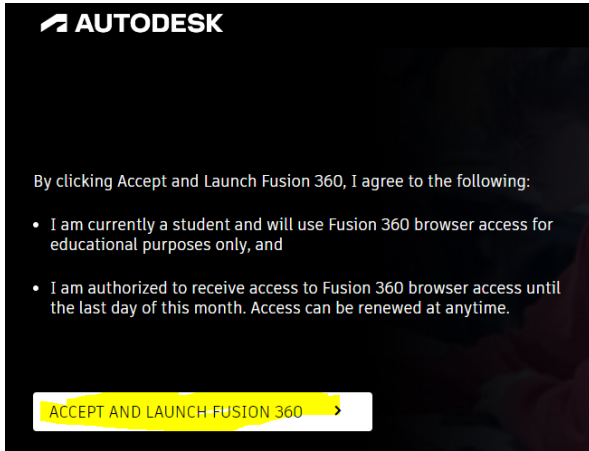 AUTODESK
By clicking Accept and Launch Fusion 360, I agree to the following:
• I am currently a student and will use Fusion 360 browser access for
educational purposes only, and
• I am authorized to receive access to Fusion 360 browser access until
the last day of this month. Access can be renewed at anytime.
ACCEPT AND LAUNCH FUSION 360 >